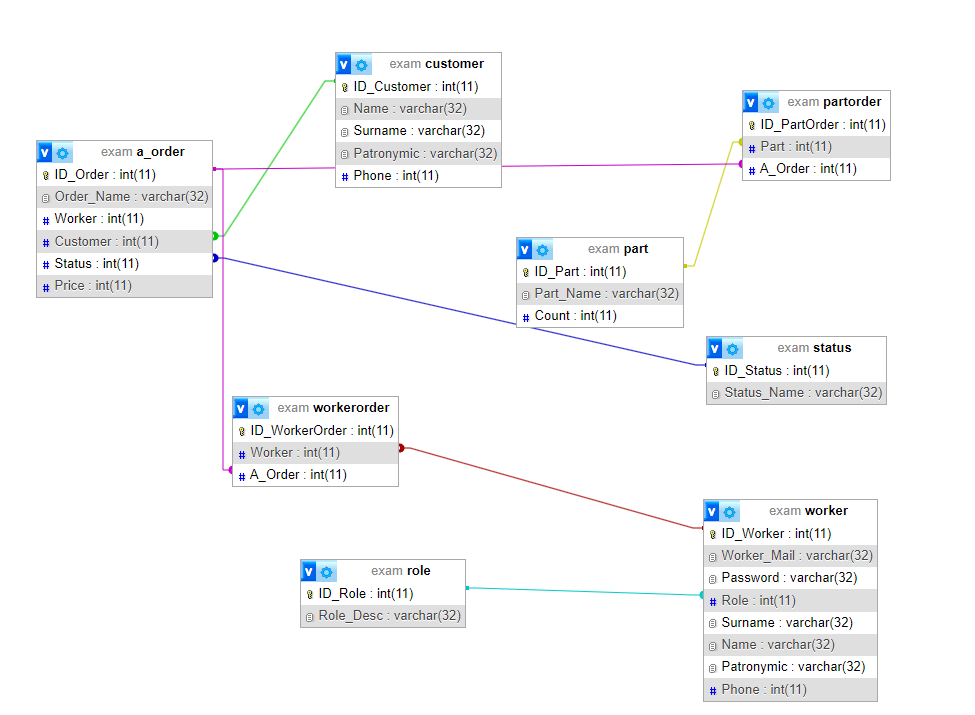 exam customer
ID_Customer : int(11)
Name : varchar(32)
Surname : varchar(32)
Patronymic : varchar(32)
# Phone : int(11)
exam partorder
ID_PartOrder : int(11)
# Part : int(11)
# A_Order : int(11)
exam a_order
ID_Order : int(11)
Order_Name : varchar(32)
# Worker : int(11)
# Customer : int(11)
# Status : int(11)
# Price : int(11)
exam part
ID_Part : int(11)
Part_Name : varchar(32)
# Count : int(11)
exam status
ID_Status : int(11)
Status_Name : varchar(32)
exam workerorder
ID_WorkerOrder : int(11)
# Worker : int(11)
# A_Order : int(11)
exam worker
ID_Worker : int(11)
Worker_Mail : varchar(32)
Password : varchar(32)
# Role : int(11)
Surname : varchar(32)
Name : varchar(32)
Patronymic : varchar(32)
# Phone : int(11)
exam role
ID_Role : int(11)
Role_Desc : varchar(32)